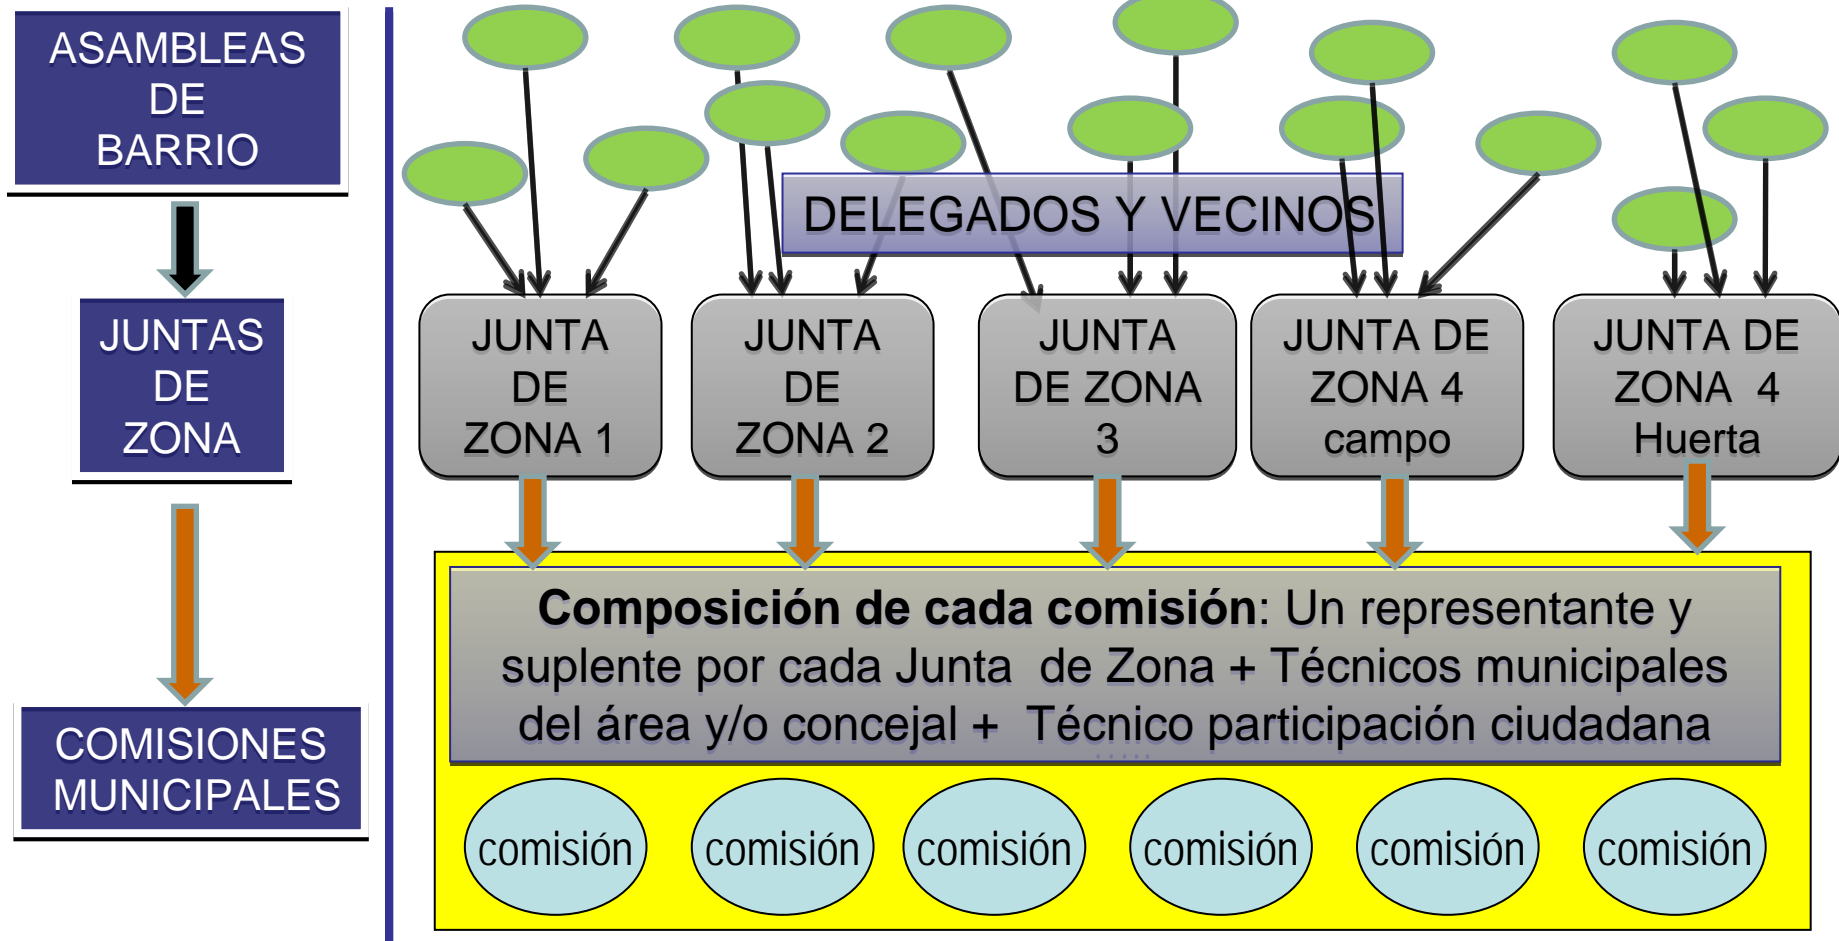 ASAMBLEAS
DE
BARRIO
JUNTAS
DE
ZONA
COMISIONES
MUNICIPALES
DELEGADOS Y VECINOS
JUNTA
DE
ZONA 1
JUNTA
DE
ZONA 2
JUNTA
DE ZONA
3
JUNTA DE
ZONA 4
campo
JUNTA DE
ZONA 4
Huerta
Composición de cada comisión: Un representante y
suplente por cada Junta de Zona + Técnicos municipales
del área y/o concejal + Técnico participación ciudadana
.....
comisión
comisión
comisión
comisión
comisión
comisión